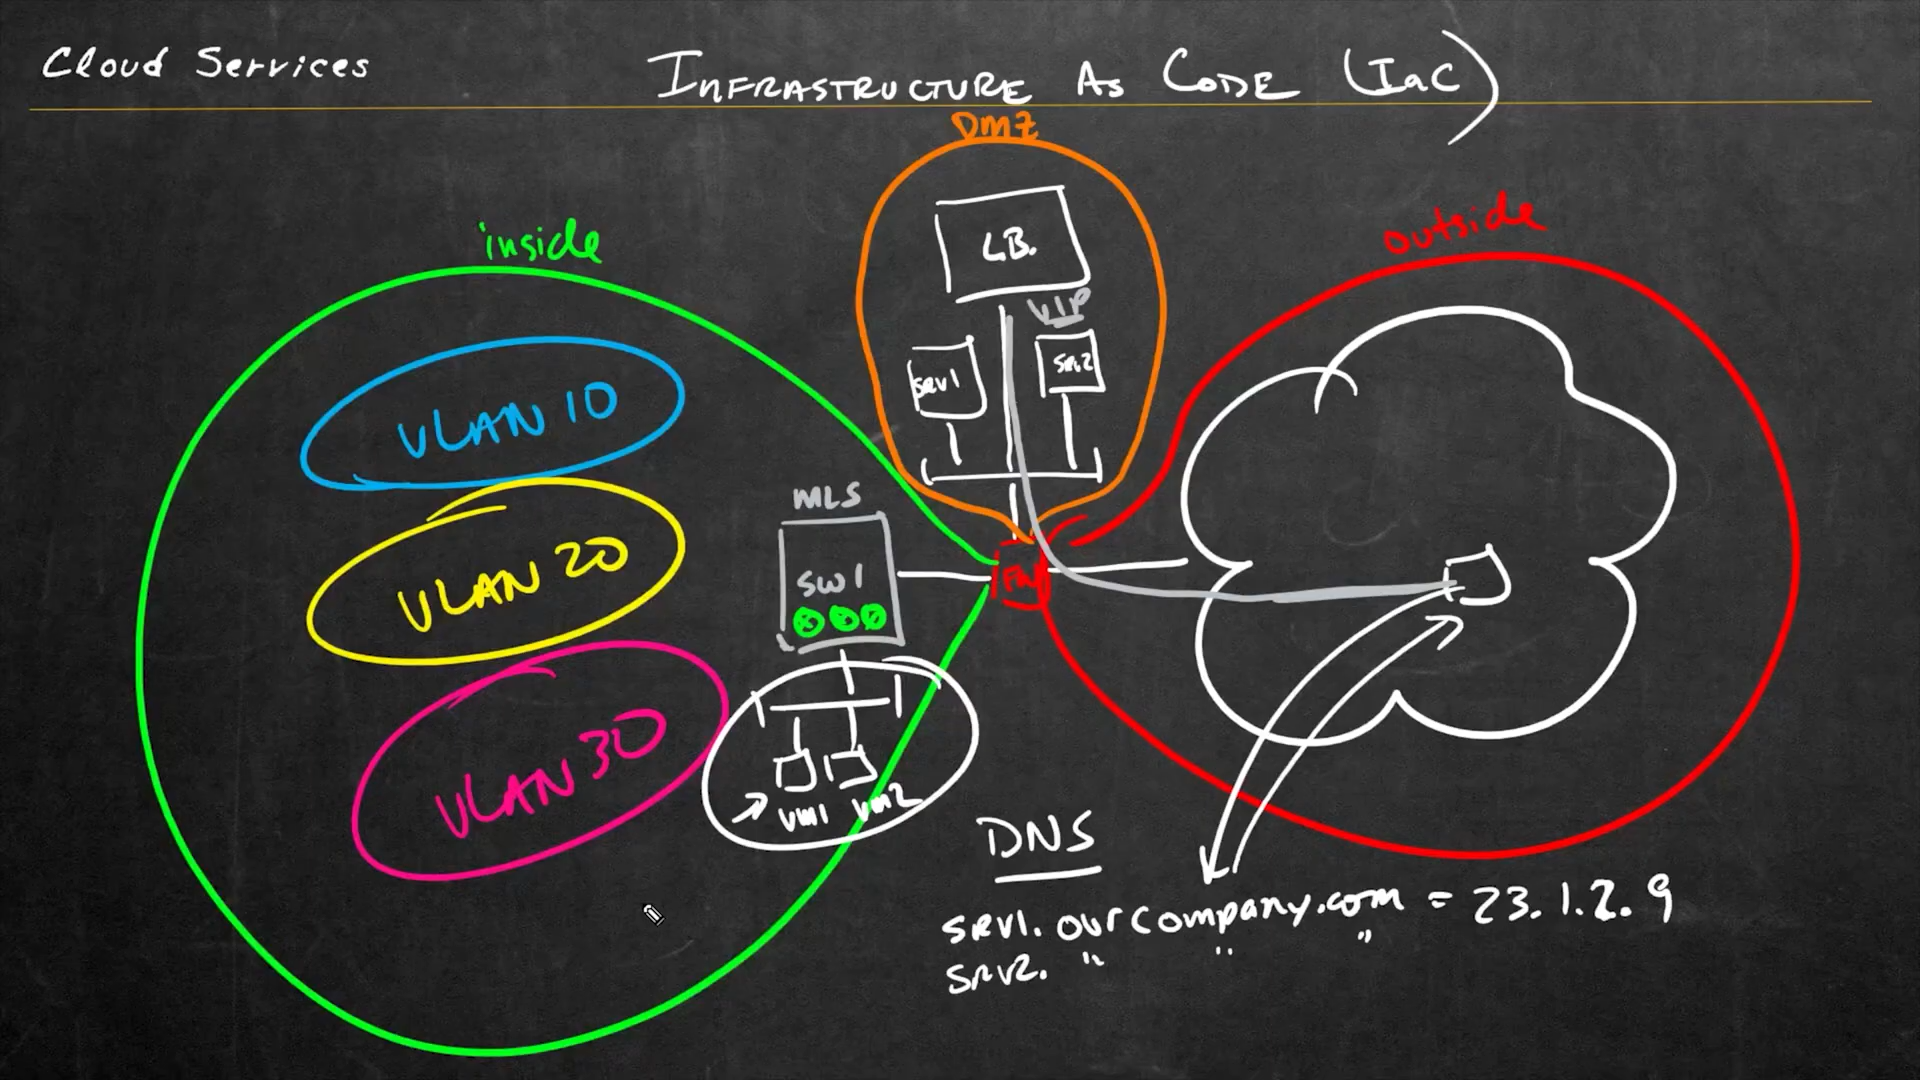 Cloud Services
INFRASTRUCTURE AS CODE (IaC)
DMZ
inside
outside
LB.
VIP
SRV1
SRV2
VLAN 10
VLAN 20
VLAN 30
MLS
SW1
FW
VM1 VM2
DNS
SRV1. ourcompany.com = 23.1.2.9
SRV2. " " "